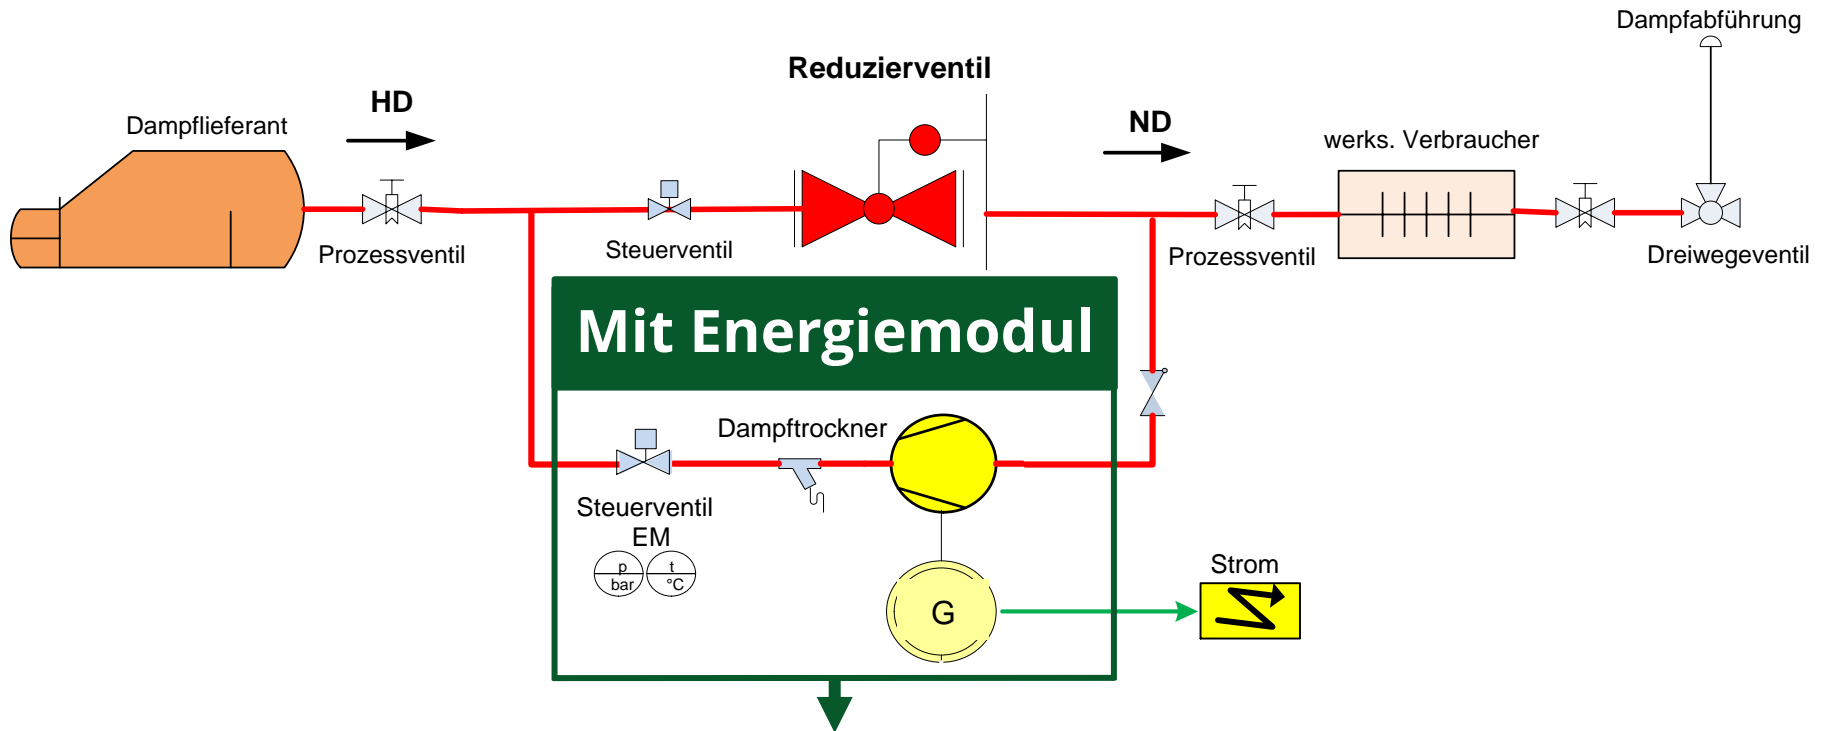 Dampfabführung
Reduzierventil
HD
Dampflieferant
ND
werks. Verbraucher
Prozessventil
Steuerventil
Prozessventil
Dreiwegeventil
Mit Energiemodul
Dampftrockner
Steuerventil
EM
p
bar
t
°C
Strom
G